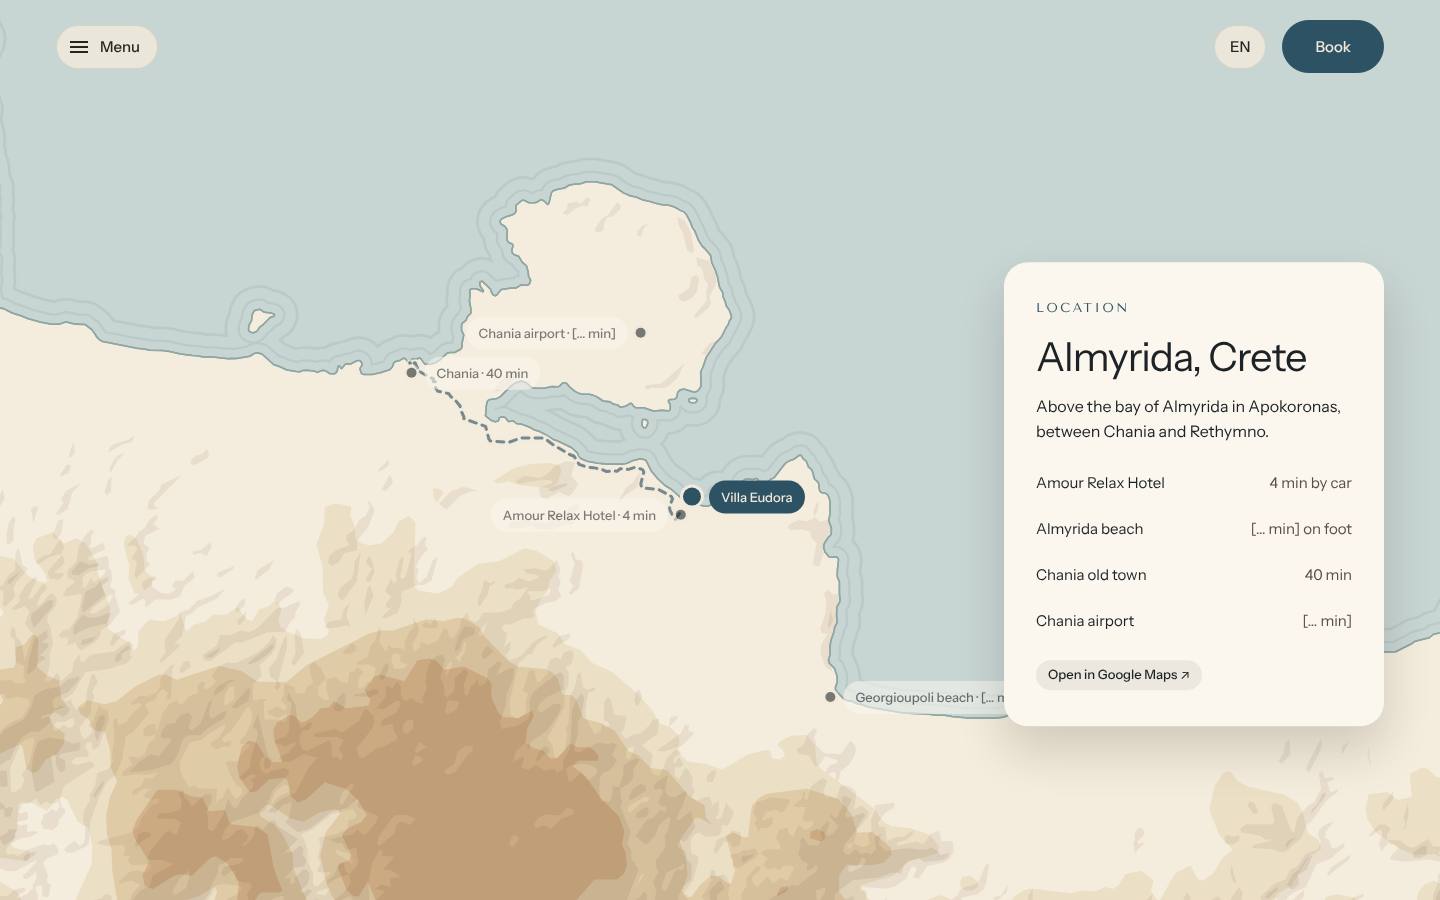 Menu
EN
Book
Chania airport · [... min]
Chania · 40 min
Villa Eudora
Amour Relax Hotel · 4 min
Georgioupoli beach · [...
LOCATION
Almyrida, Crete
Above the bay of Almyrida in Apokoronas,
between Chania and Rethymno.
Amour Relax Hotel 4 min by car
Almyrida beach [... min] on foot
Chania old town 40 min
Chania airport [... min]
Open in Google Maps ↗